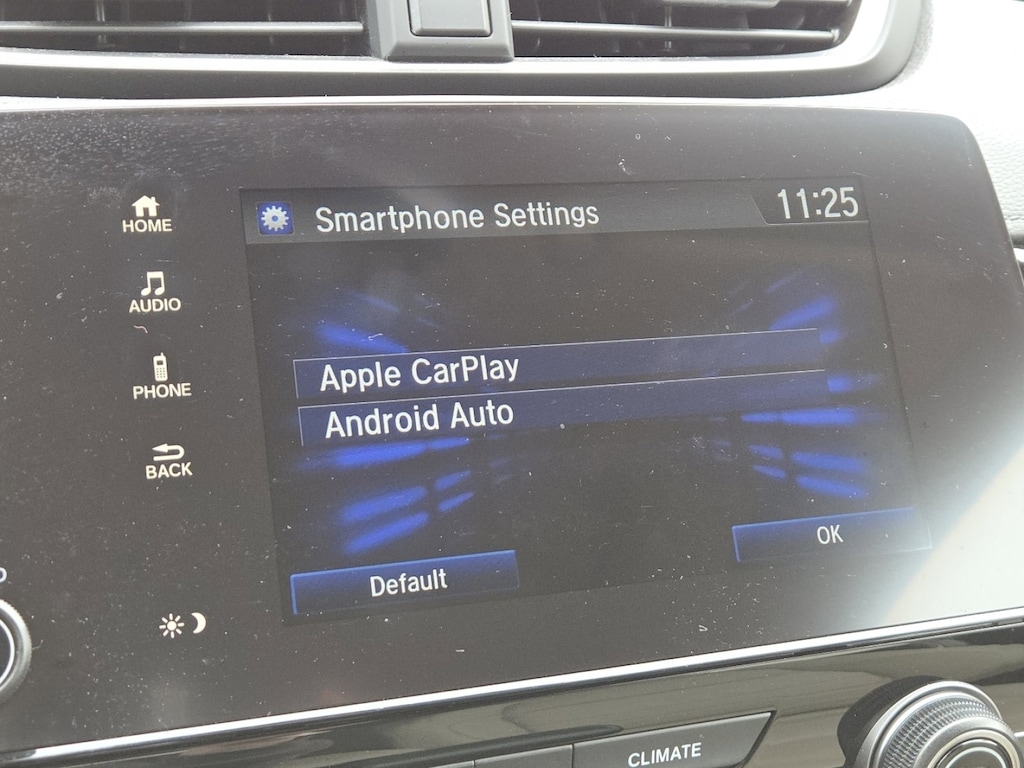 Smartphone Settings
11:25
HOME
AUDIO
PHONE
BACK
Apple CarPlay
Android Auto
Default
OK
CLIMATE